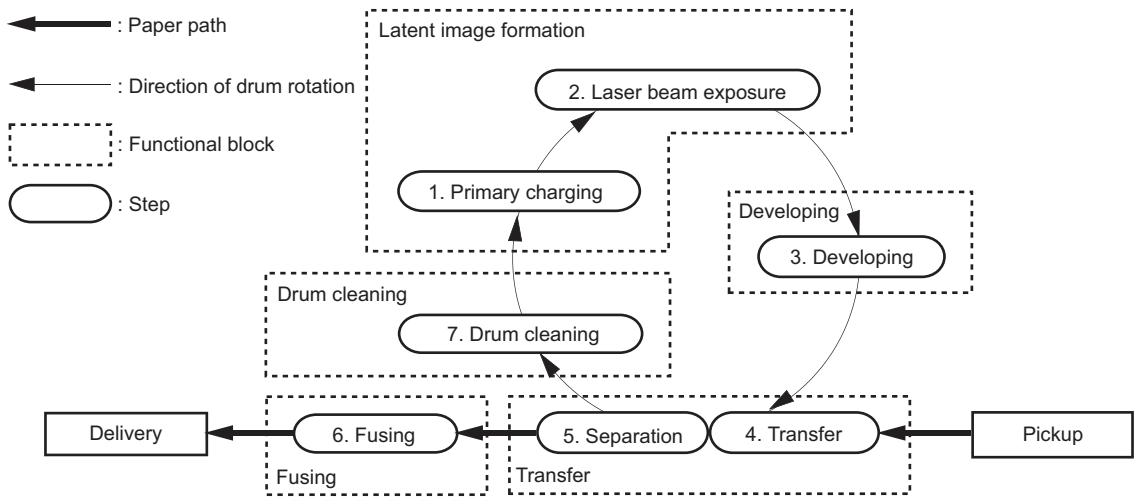 : Paper path
: Direction of drum rotation
: Functional block
: Step
Latent image formation
2. Laser beam exposure
1. Primary charging
Developing
3. Developing
Drum cleaning
7. Drum cleaning
Delivery
6. Fusing
5. Separation
4. Transfer
Pickup
Fusing
Transfer